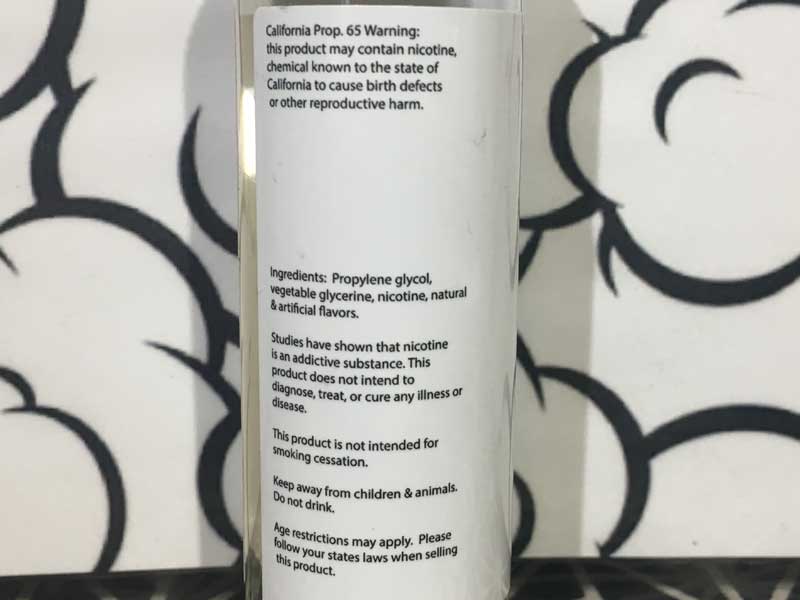 California Prop. 65 Warning:
this product may contain nicotine,
chemical known to the state of
California to cause birth defects
or other reproductive harm.
Ingredients: Propylene glycol,
vegetable glycerine, nicotine, natural
& artificial flavors.
Studies have shown that nicotine
is an addictive substance. This
product does not intend to
diagnose, treat, or cure any illness or
disease.
This product is not intended for
smoking cessation.
Keep away from children & animals.
Do not drink.
Age restrictions may apply. Please
follow your states laws when selling
this product.